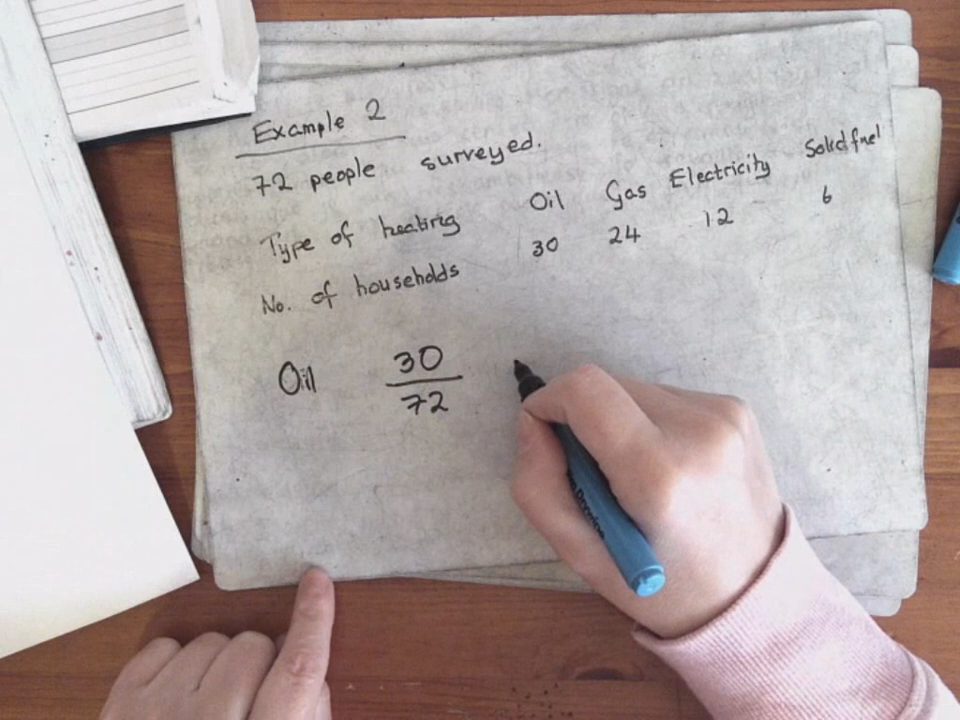 Example 2
72 people surveyed.
Type of heating Oil Gas Electricity Solid fuel
No. of households 30 24 12 6
Oil 30
72